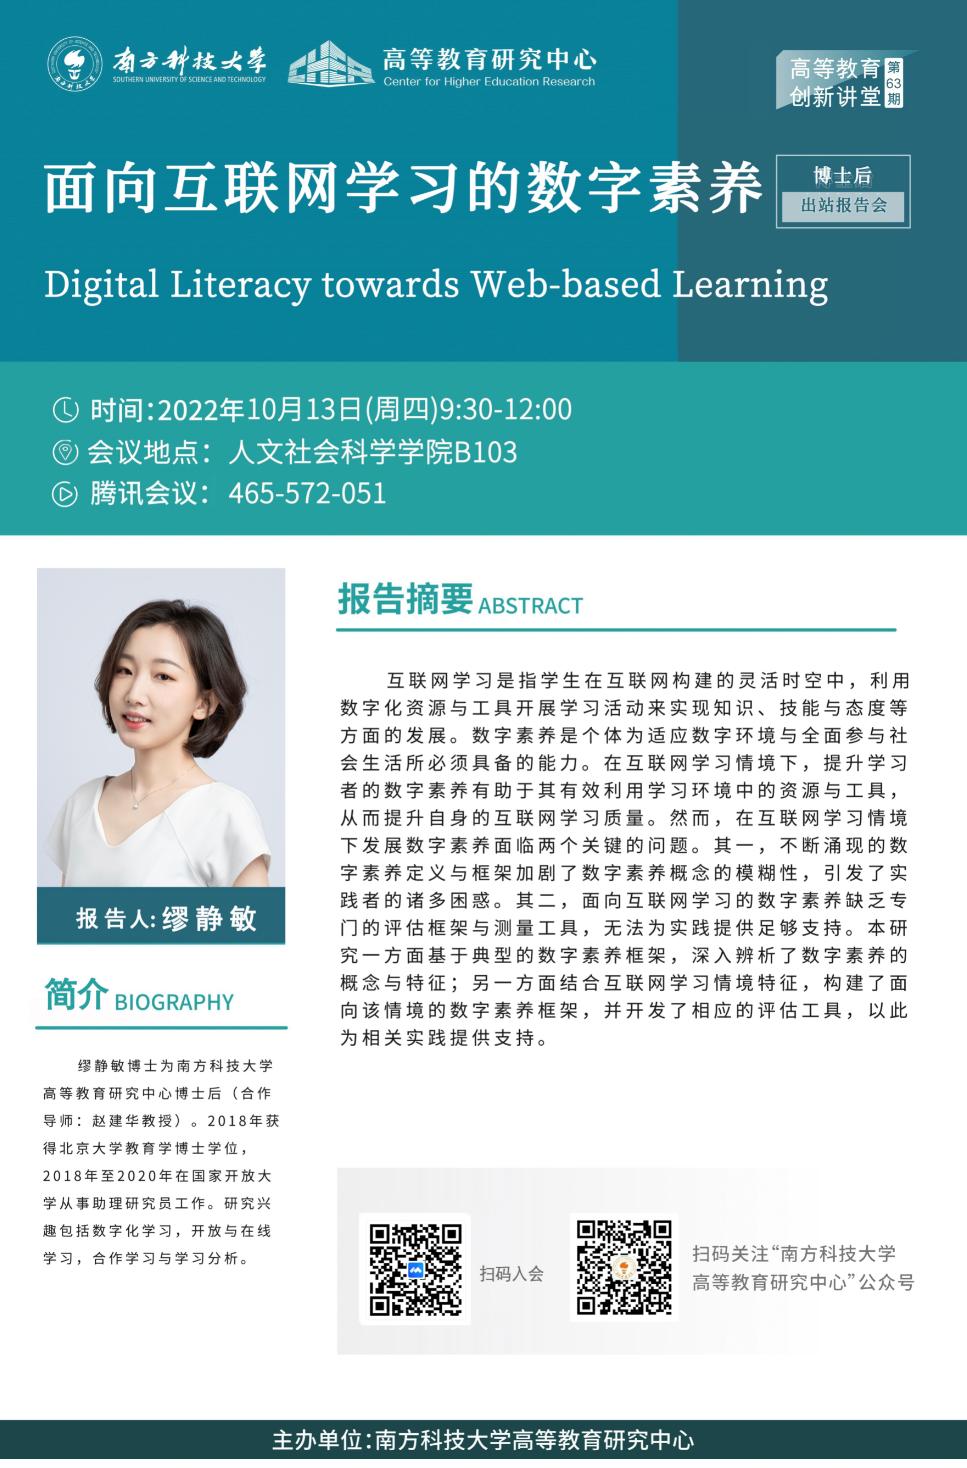 南方科技大学
SOUTHERN UNIVERSITY OF SCIENCE AND TECHNOLOGY
高等教育研究中心
Center for Higher Education Research
高等教育
创新讲堂
第
63
期
面向互联网学习的数字素养
博士后
出站报告会
Digital Literacy towards Web-based Learning
时间:2022年10月13日(周四)9:30-12:00
会议地点：人文社会科学学院B103
腾讯会议： 465-572-051
报告人:缪静敏
简介 BIOGRAPHY
缪静敏博士为南方科技大学
高等教育研究中心博士后（合作
导师：赵建华教授）。2018年获
得北京大学教育学博士学位，
2018年至2020年在国家开放大
学从事助理研究员工作。研究兴
趣包括数字化学习，开放与在线
学习，合作学习与学习分析。
报告摘要 ABSTRACT
互联网学习是指学生在互联网构建的灵活时空中，利用
数字化资源与工具开展学习活动来实现知识、技能与态度等
方面的发展。数字素养是个体为适应数字环境与全面参与社
会生活所必须具备的能力。在互联网学习情境下，提升学习
者的数字素养有助于其有效利用学习环境中的资源与工具，
从而提升自身的互联网学习质量。然而，在互联网学习情境
下发展数字素养面临两个关键的问题。其一，不断涌现的数
字素养定义与框架加剧了数字素养概念的模糊性，引发了实
践者的诸多困惑。其二，面向互联网学习的数字素养缺乏专
门的评估框架与测量工具，无法为实践提供足够支持。本研
究一方面基于典型的数字素养框架，深入辨析了数字素养的
概念与特征；另一方面结合互联网学习情境特征，构建了面
向该情境的数字素养框架，并开发了相应的评估工具，以此
为相关实践提供支持。
扫码入会
扫码关注“南方科技大学
高等教育研究中心”公众号
主办单位:南方科技大学高等教育研究中心